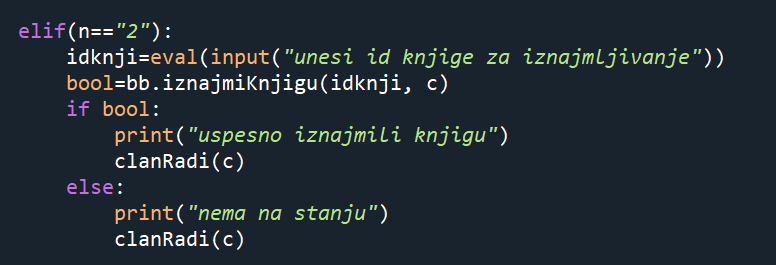 elif(n=="2"):
    idknji=eval(input("unesi id knjige za iznajmljivanje"))
    bool=bb.iznajmiKnjigu(idknji, c)
    if bool:
        print("uspesno iznajmili knjigu")
        clanRadi(c)
    else:
        print("nema na stanju")
        clanRadi(c)